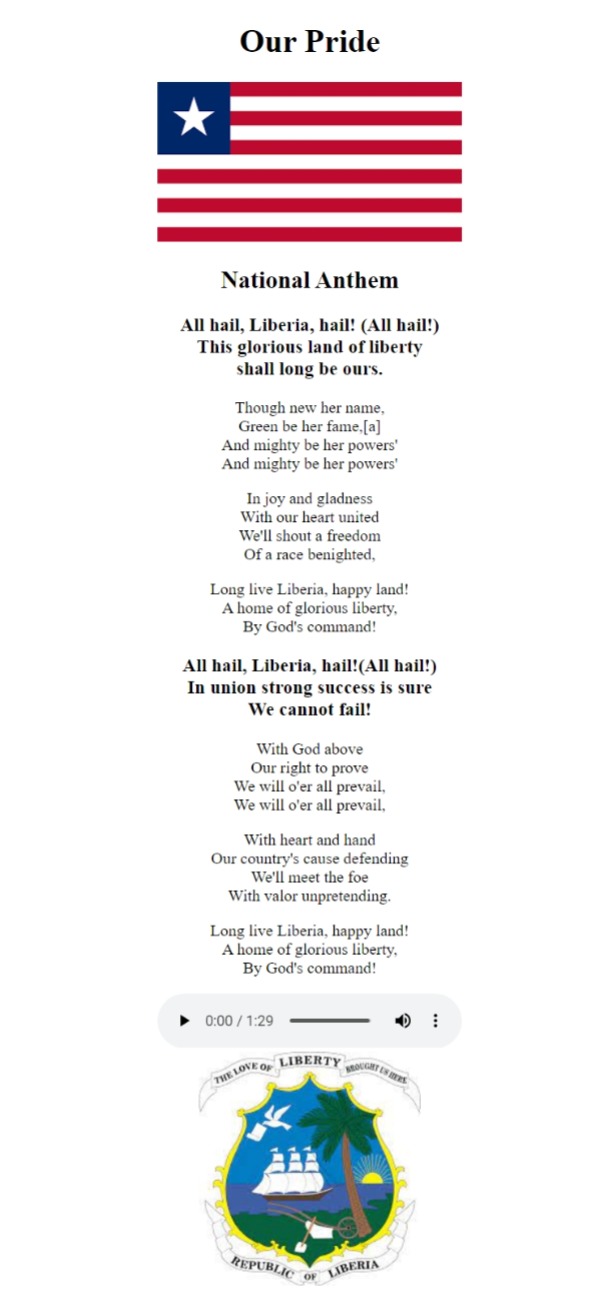 Our Pride
National Anthem
All hail, Liberia, hail! (All hail!)
This glorious land of liberty
shall long be ours.
Though new her name,
Green be her fame,[a]
And mighty be her powers'
And mighty be her powers'
In joy and gladness
With our heart united
We'll shout a freedom
Of a race benighted,
Long live Liberia, happy land!
A home of glorious liberty,
By God's command!
All hail, Liberia, hail!(All hail!)
In union strong success is sure
We cannot fail!
With God above
Our right to prove
We will o'er all prevail,
We will o'er all prevail,
With heart and hand
Our country's cause defending
We'll meet the foe
With valor unpretending.
Long live Liberia, happy land!
A home of glorious liberty,
By God's command!
0:00 / 1:29
THE LOVE OF LIBERTY BROUGHT US HERE
REPUBLIC OF LIBERIA